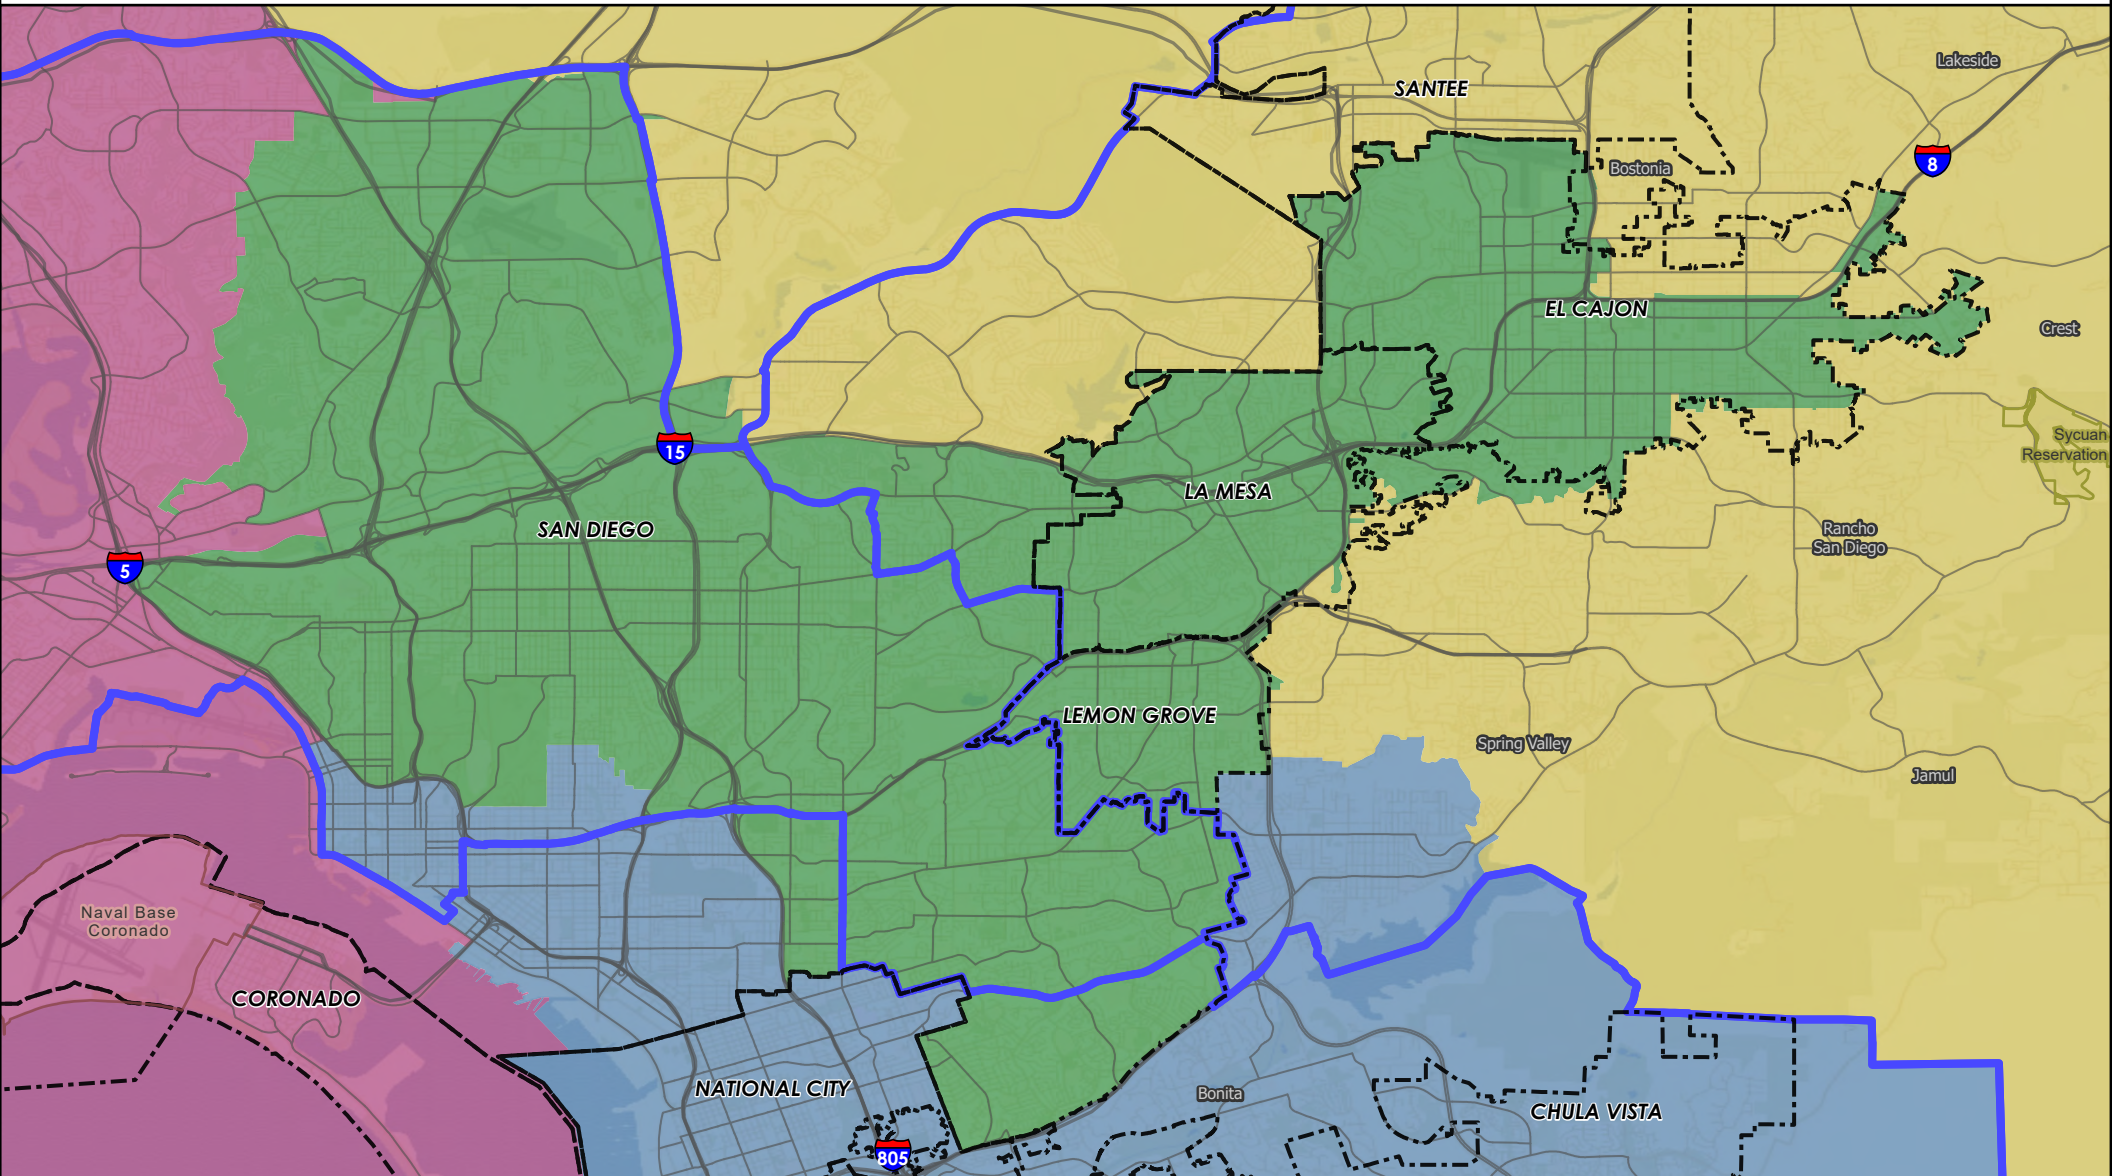 Lakeside
SANTEE
8
Bostonia
EL CAJON
Crest
Sycuan
Reservation
15
LA MESA
SAN DIEGO
Rancho
San Diego
5
LEMON GROVE
Spring Valley
Jamul
Naval Base
Coronado
CORONADO
NATIONAL CITY
Bonita
CHULA VISTA
805